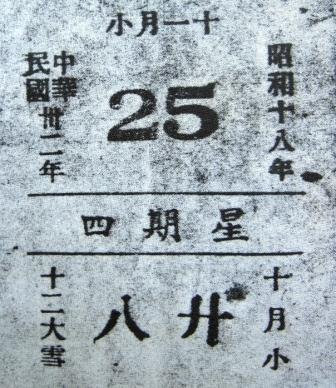 十一月小
昭和十八年
25
中華民國卅二年
星期四
十月小
廿八
十二大雪